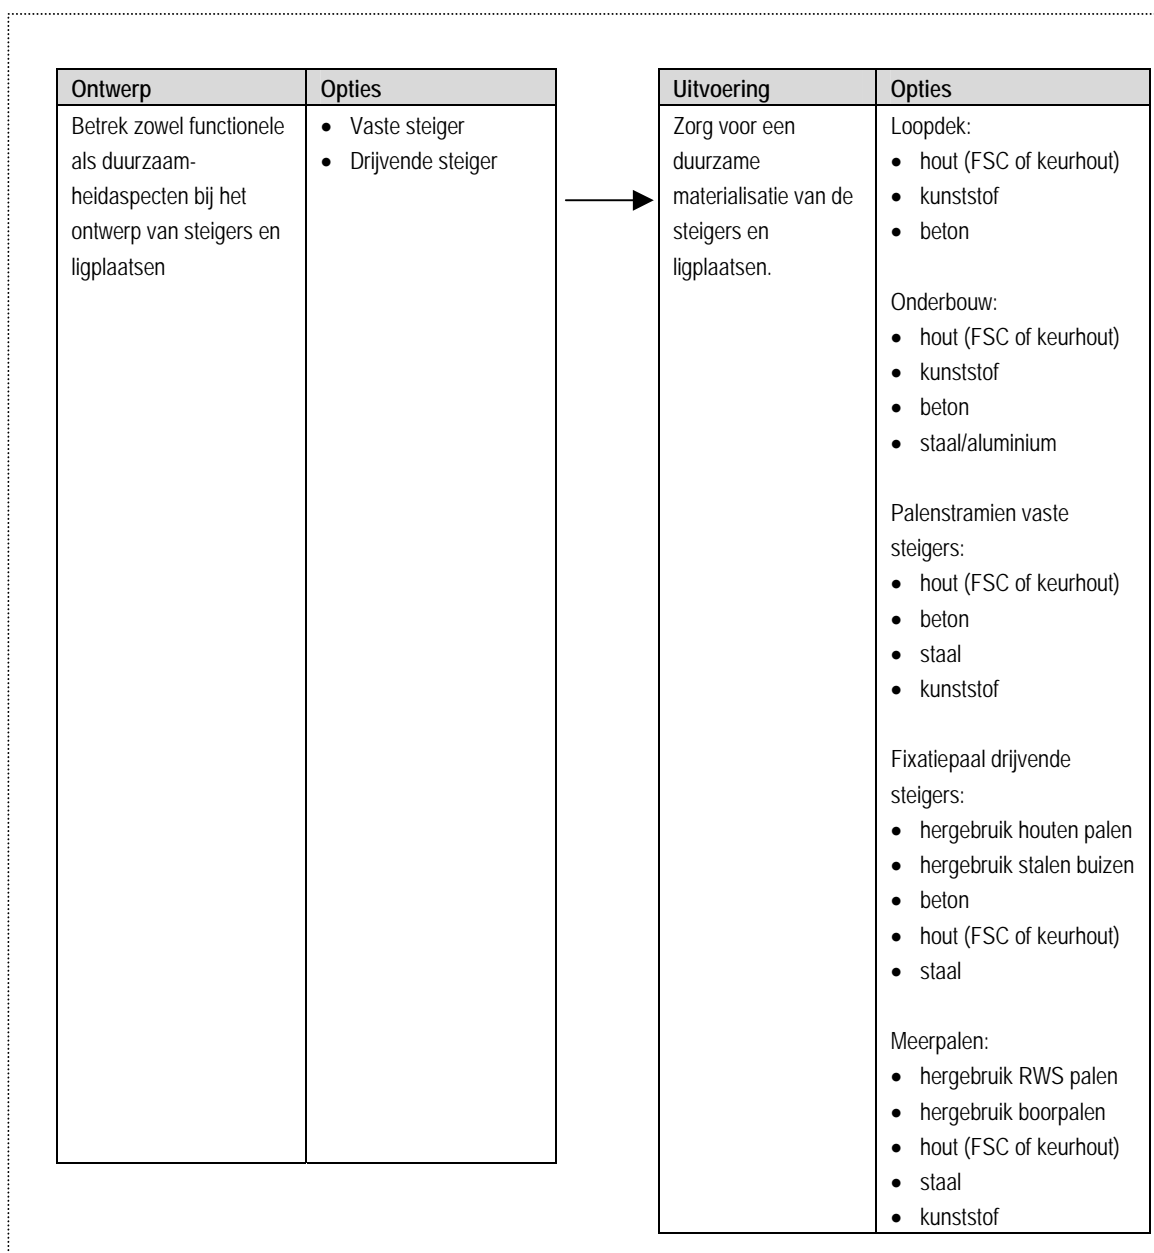 Ontwerp
Opties
Betrek zowel functionele
als duurzaam-
heidaspecten bij het
ontwerp van steigers en
ligplaatsen
• Vaste steiger
• Drijvende steiger
Uitvoering
Opties
Zorg voor een
duurzame
materialisatie van de
steigers en
ligplaatsen.
Loopdek:
• hout (FSC of keurhout)
• kunststof
• beton
Onderbouw:
• hout (FSC of keurhout)
• kunststof
• beton
• staal/aluminium
Palenstramien vaste
steigers:
• hout (FSC of keurhout)
• beton
• staal
• kunststof
Fixatiepaal drijvende
steigers:
• hergebruik houten palen
• hergebruik stalen buizen
• beton
• hout (FSC of keurhout)
• staal
Meerpalen:
• hergebruik RWS palen
• hergebruik boorpalen
• hout (FSC of keurhout)
• staal
• kunststof